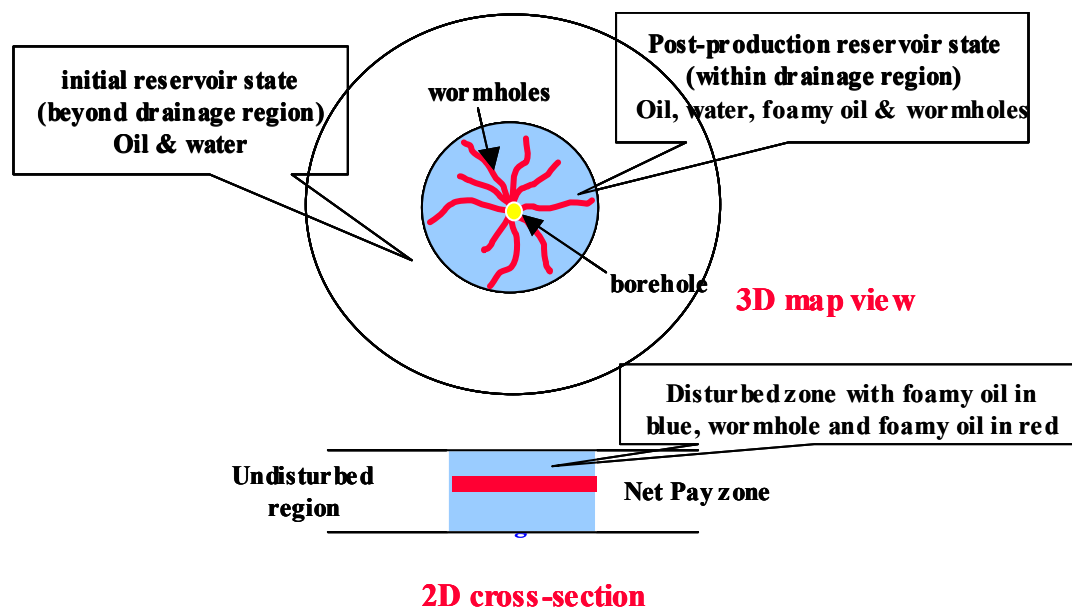 initial reservoir state
(beyond drainage region)
Oil & water
wormholes
Post-production reservoir state
(within drainage region)
Oil, water, foamy oil & wormholes
borehole
3D map view
Disturbed zone with foamy oil in
blue, wormhole and foamy oil in red
Undisturbed
region
Net Pay zone
2D cross-section